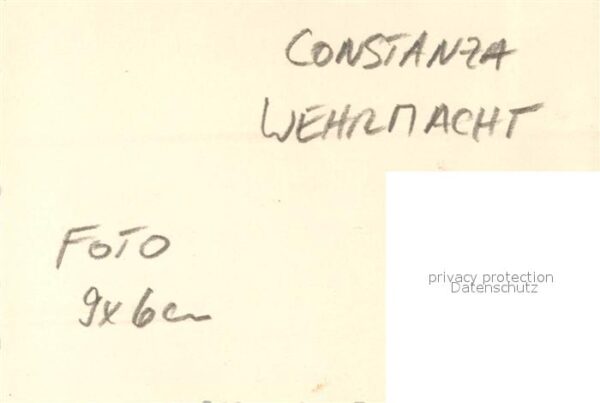 CONSTANZA
WEHRMACHT
FOTO
9x6cm
privacy protection
Datenschutz